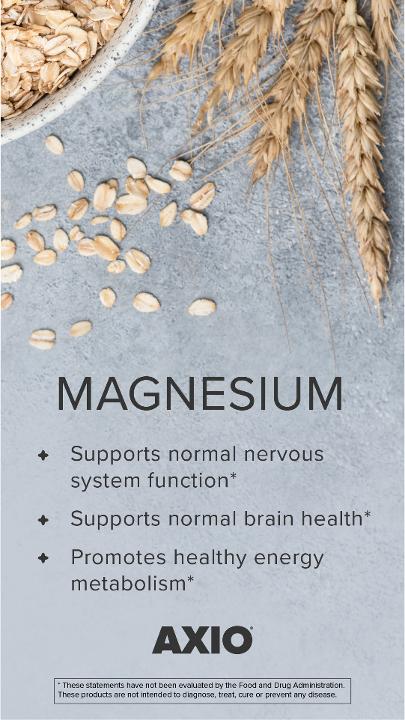 MAGNESIUM
Supports normal nervous
system function*
Supports normal brain health*
Promotes healthy energy
metabolism*
AXIO®
* These statements have not been evaluated by the Food and Drug Administration.
These products are not intended to diagnose, treat, cure or prevent any disease.